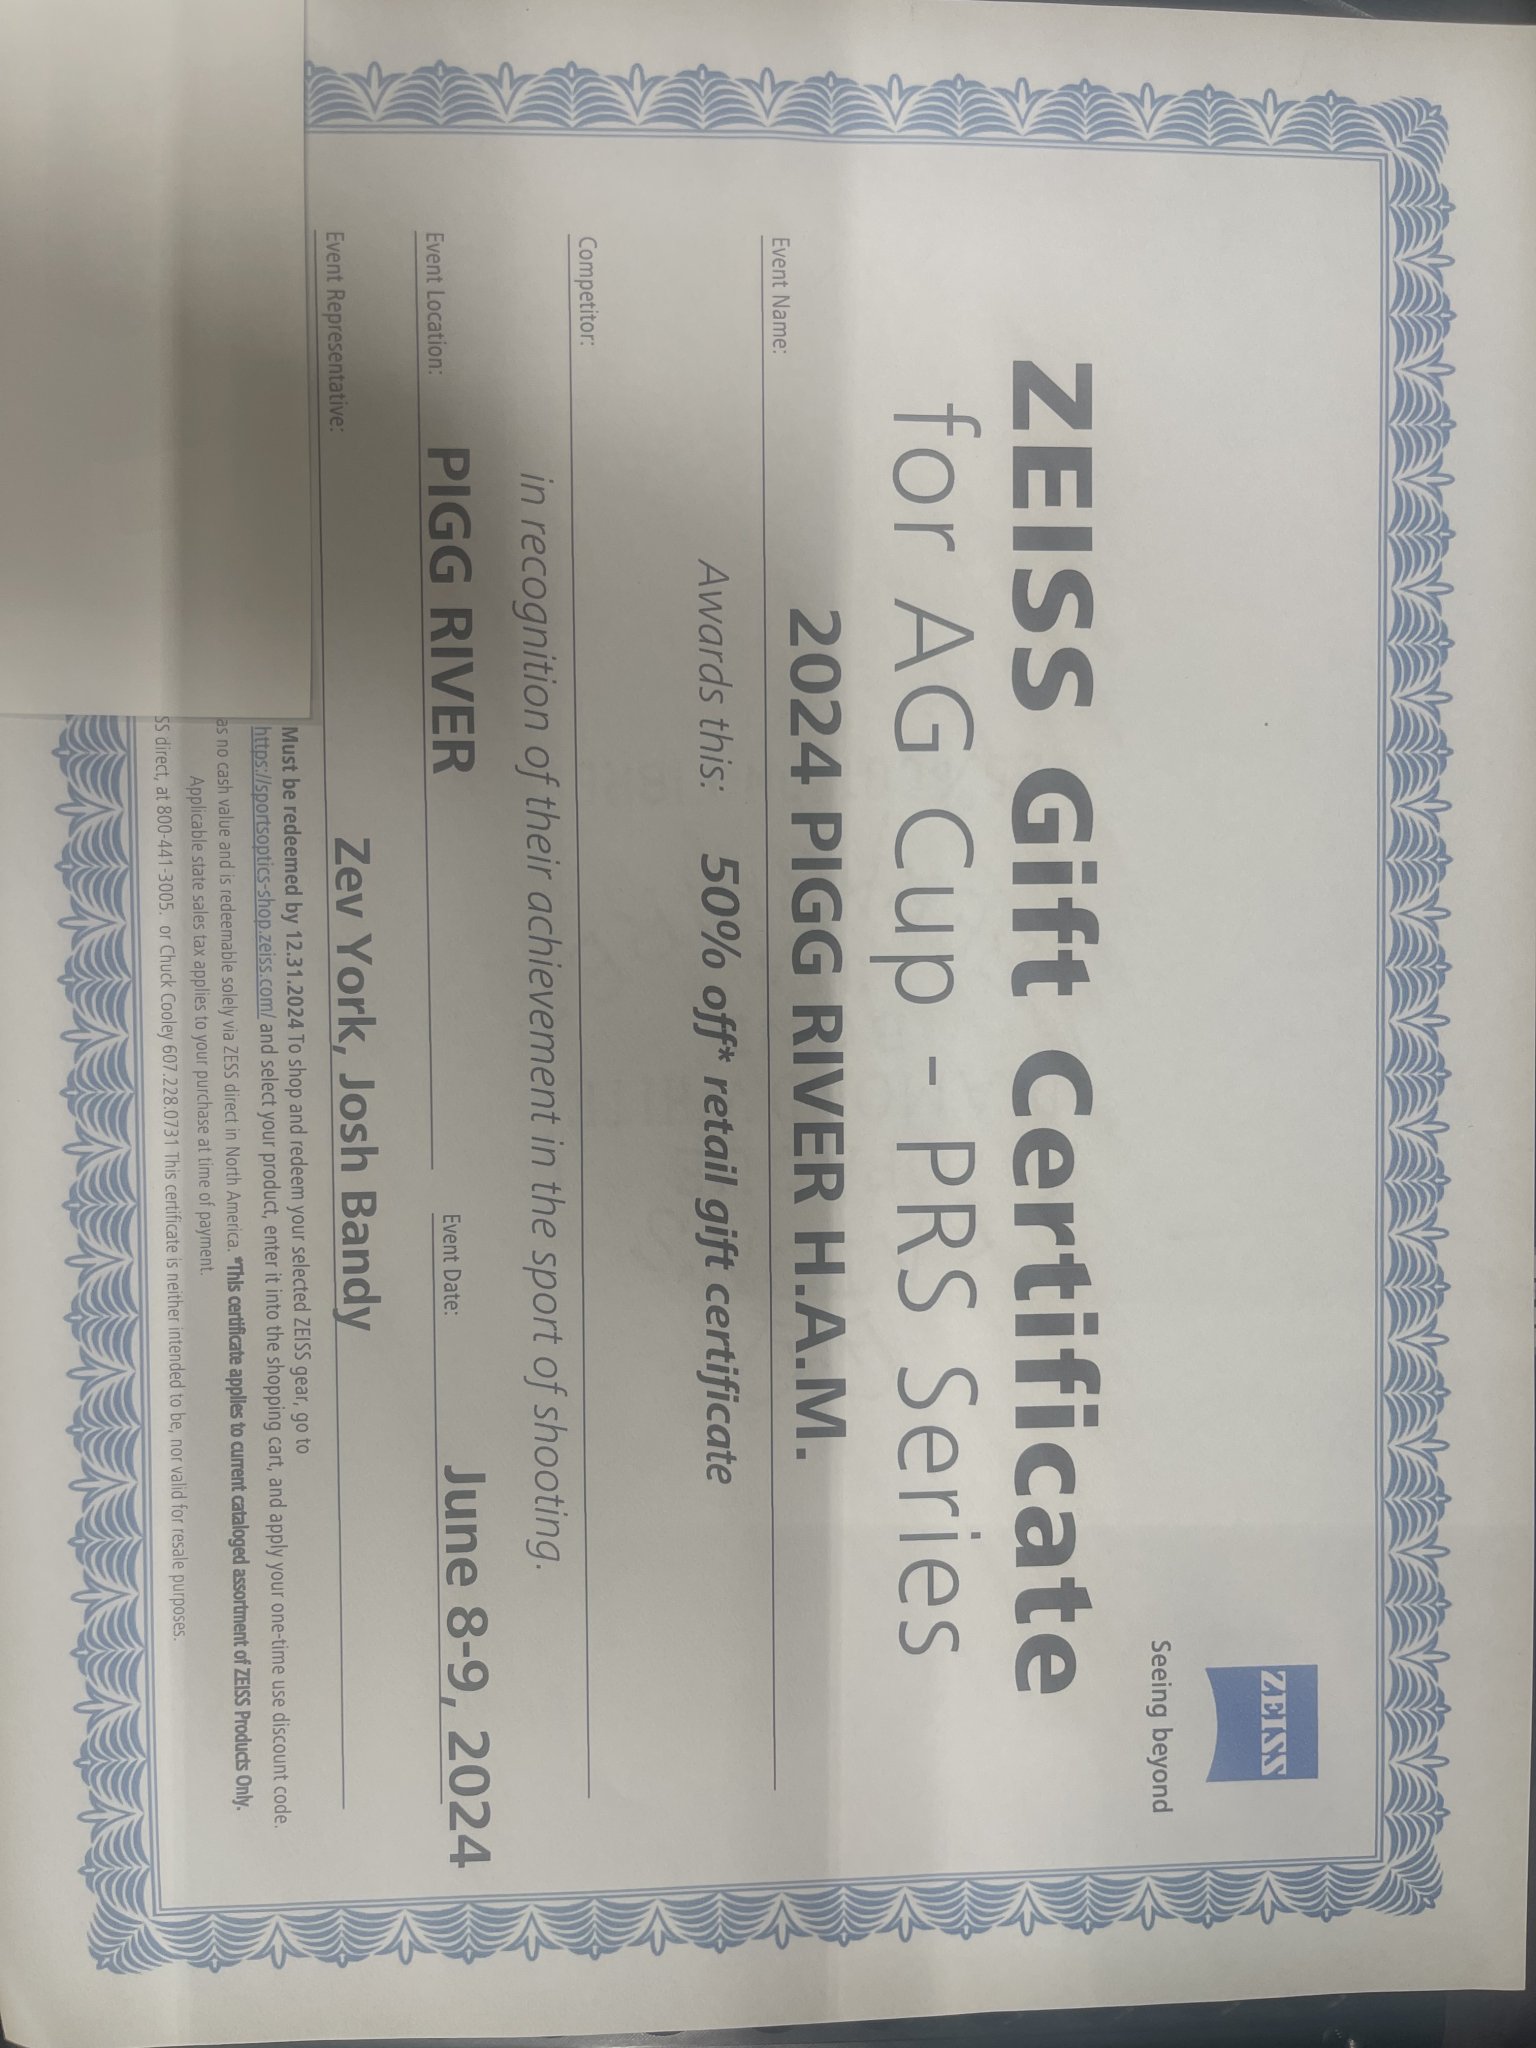 ZEISS
Seeing beyond
ZEISS Gift Certificate
for AG Cup - PRS Series
2024 PIGG RIVER H.A.M.
Event Name:
Awards this: 50% off* retail gift certificate
Competitor:
in recognition of their achievement in the sport of shooting.
PIGG RIVER
June 8-9, 2024
Event Location:
Event Date:
Zev York, Josh Bandy
Event Representative:
Must be redeemed by 12.31.2024 To shop and redeem your selected ZEISS gear, go to
https://sportsoptics-shop.zeiss.com/ and select your product, enter it into the shopping cart, and apply your one-time use discount code.
as no cash value and is redeemable solely via ZESS direct in North America. *This certificate applies to current cataloged assortment of ZEISS Products Only.
Applicable state sales tax applies to your purchase at time of payment.
SS direct, at 800-441-3005. or Chuck Cooley 607.228.0731 This certificate is neither intended to be, nor valid for resale purposes.